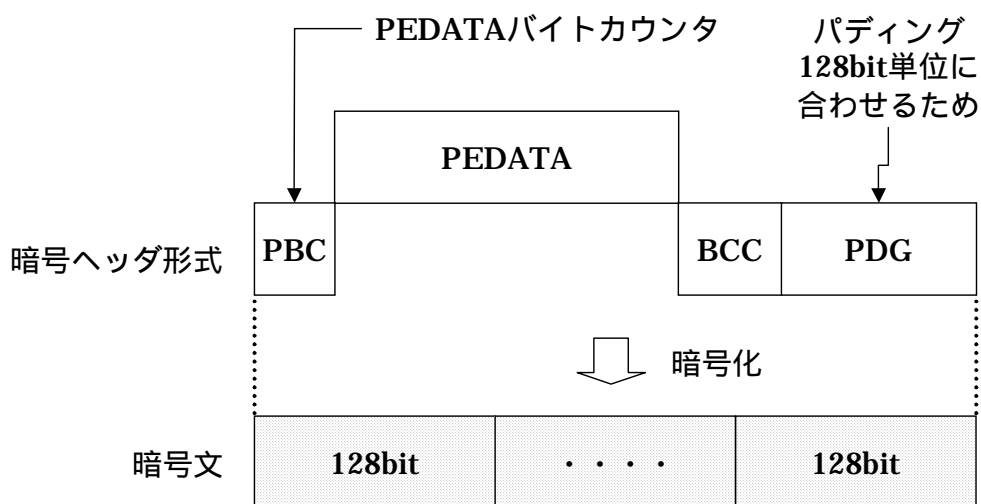 PEDATAバイトカウンタ
パディング
128bit単位に
合わせるため
PEDATA
暗号ヘッダ形式
PBC
BCC
PDG
暗号化
暗号文
128bit
・・・・
128bit